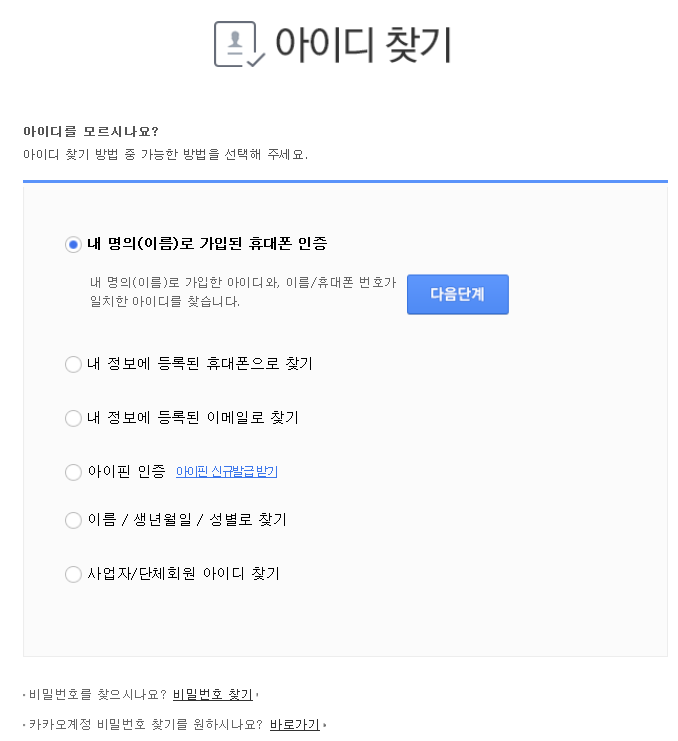 아이디 찾기
아이디를 모르시나요?
아이디 찾기 방법 중 가능한 방법을 선택해 주세요.
내 명의(이름)로 가입된 휴대폰 인증
내 명의(이름)로 가입한 아이디와, 이름/휴대폰 번호가
일치한 아이디를 찾습니다.
다음단계
내 정보에 등록된 휴대폰으로 찾기
내 정보에 등록된 이메일로 찾기
아이핀 인증 아이핀 신규발급 받기
이름 / 생년월일 / 성별로 찾기
사업자/단체회원 아이디 찾기
비밀번호를 찾으시나요? 비밀번호 찾기
카카오계정 비밀번호 찾기를 원하시나요? 바로가기